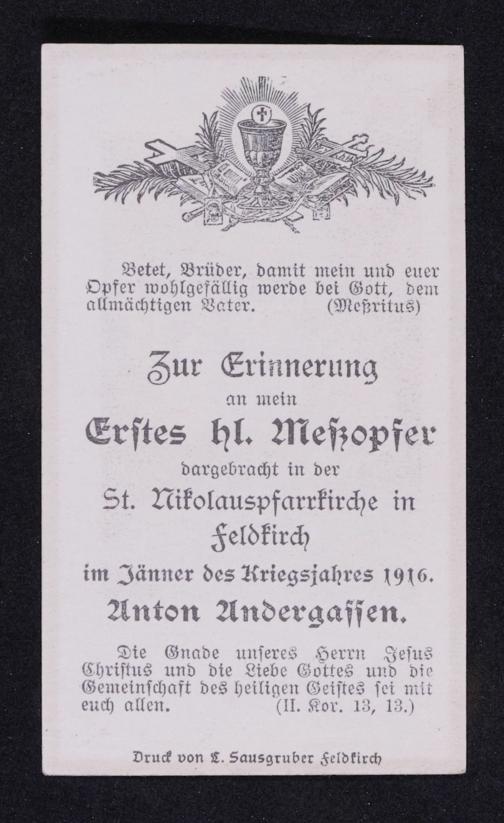 Betet, Brüder, damit mein und euer
Opfer wohlgefällig werde bei Gott, dem
allmächtigen Vater. (Meßritus)
Zur Erinnerung
an mein
Erstes hl. Meßopfer
dargebracht in der
St. Nikolauspfarrkirche in
Feldkirch
im Jänner des Kriegsjahres 1916.
Anton Andergassen.
Die Gnade unseres Herrn Jesus
Christus und die Liebe Gottes und die
Gemeinschaft des heiligen Geistes sei mit
euch allen. (II. Kor. 13, 13.)
Druck von L. Sausgruber Feldkirch